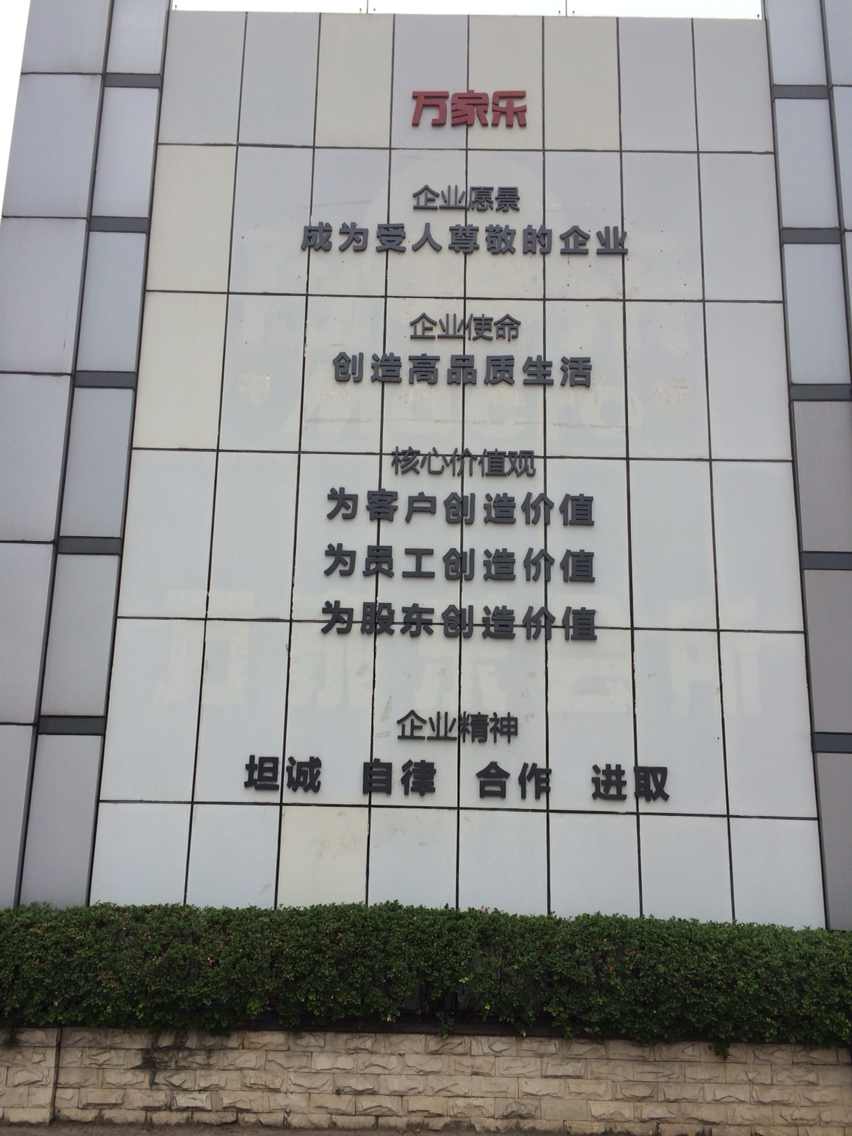 万家乐
企业愿景
成为受人尊敬的企业
企业使命
创造高品质生活
核心价值观
为客户创造价值
为员工创造价值
为股东创造价值
企业精神
坦诚 自律 合作 进取